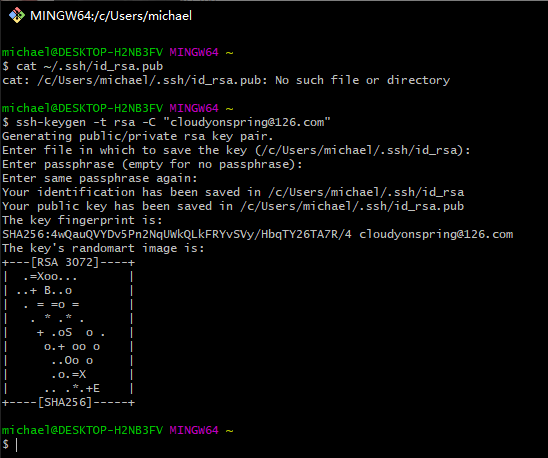 MINGW64:/c/Users/michael
michael@DESKTOP-H2NB3FV MINGW64 ~
$ cat ~/.ssh/id_rsa.pub
cat: /c/Users/michael/.ssh/id_rsa.pub: No such file or directory
michael@DESKTOP-H2NB3FV MINGW64 ~
$ ssh-keygen -t rsa -C "cloudyonspring@126.com"
Generating public/private rsa key pair.
Enter file in which to save the key (/c/Users/michael/.ssh/id_rsa):
Enter passphrase (empty for no passphrase):
Enter same passphrase again:
Your identification has been saved in /c/Users/michael/.ssh/id_rsa
Your public key has been saved in /c/Users/michael/.ssh/id_rsa.pub
The key fingerprint is:
SHA256:4wQauQVYDv5Pn2NqUWkQLkFRYvSVy/HbqTY26TA7R/4 cloudyonspring@126.com
The key's randomart image is:
+---[RSA 3072]----+
|  .=Xoo...       |
| ..+ B..o        |
|  . = =o =       |
|   . * .* .      |
|    + .oS  o .   |
|     o.+ oo o    |
|      ..Oo o     |
|      .o.=X      |
|     .. .*.+E    |
+----[SHA256]-----+
michael@DESKTOP-H2NB3FV MINGW64 ~
$